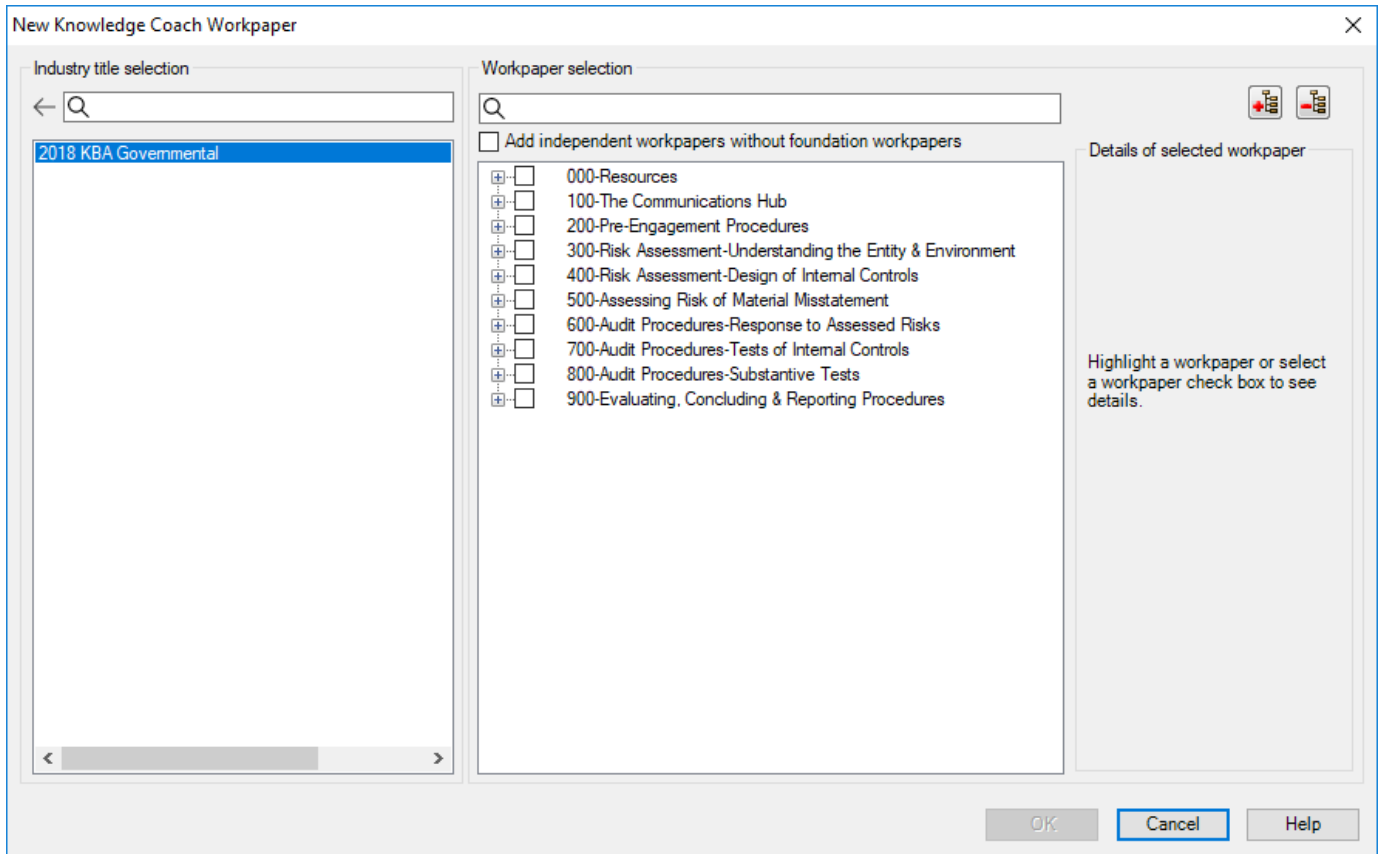 New Knowledge Coach Workpaper
Industry title selection
2018 KBA Governmental
Workpaper selection
Add independent workpapers without foundation workpapers
000-Resources
100-The Communications Hub
200-Pre-Engagement Procedures
300-Risk Assessment-Understanding the Entity & Environment
400-Risk Assessment-Design of Internal Controls
500-Assessing Risk of Material Misstatement
600-Audit Procedures-Response to Assessed Risks
700-Audit Procedures-Tests of Internal Controls
800-Audit Procedures-Substantive Tests
900-Evaluating, Concluding & Reporting Procedures
Details of selected workpaper
Highlight a workpaper or select
a workpaper check box to see
details.
OK
Cancel
Help